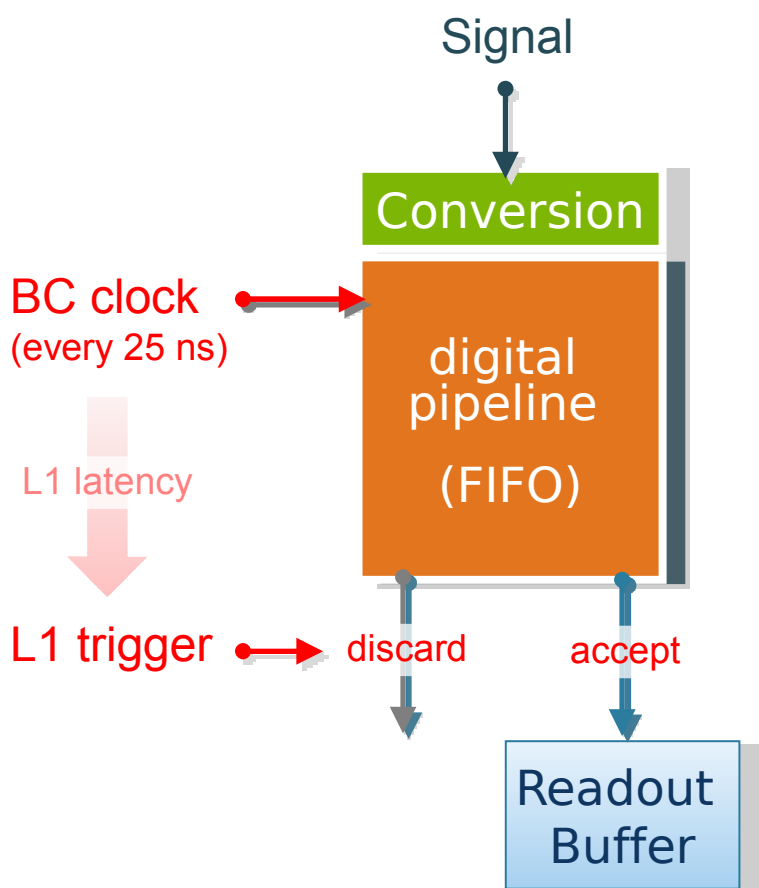 Signal
Conversion
BC clock
(every 25 ns)
digital
pipeline
(FIFO)
L1 latency
L1 trigger
discard
accept
Readout
Buffer